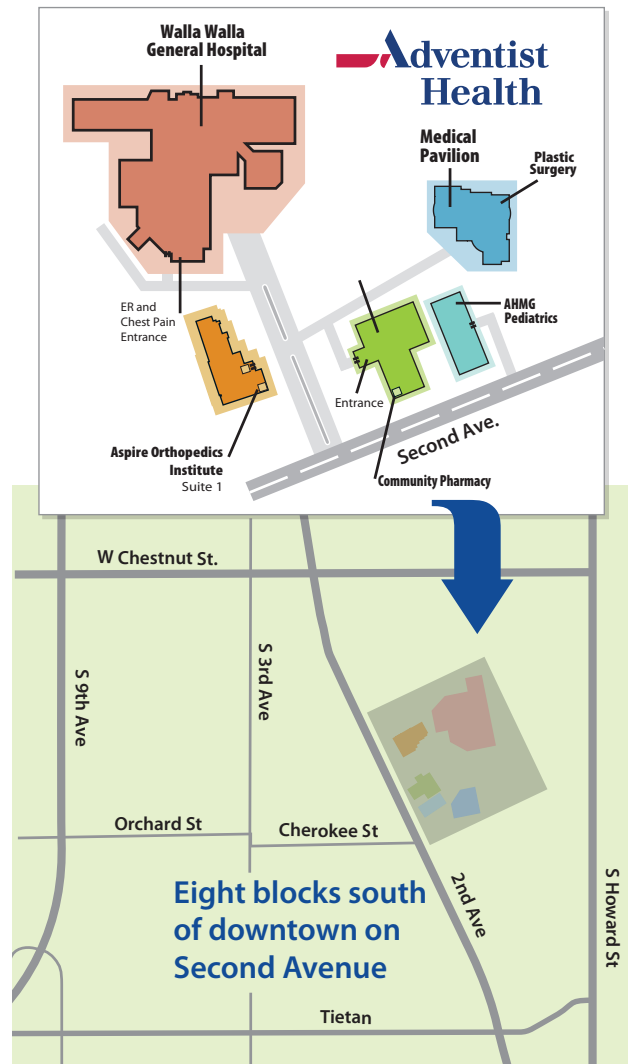 Walla Walla
General Hospital
Adventist
Health
Medical
Pavilion
Plastic
Surgery
ER and
Chest Pain
Entrance
AHMG
Pediatrics
Entrance
Second Ave.
Aspire Orthopedics
Institute
Suite 1
Community Pharmacy
W Chestnut St.
S 9th Ave
S 3rd Ave
Orchard St
Cherokee St
2nd Ave
S Howard St
Eight blocks south
of downtown on
Second Avenue
Tietan